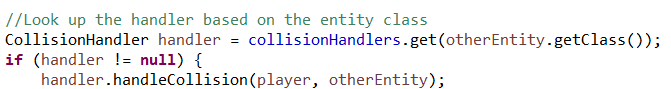 //Look up the handler based on the entity class
CollisionHandler handler = collisionHandlers.get(otherEntity.getClass());
if (handler != null) {
    handler.handleCollision(player, otherEntity);